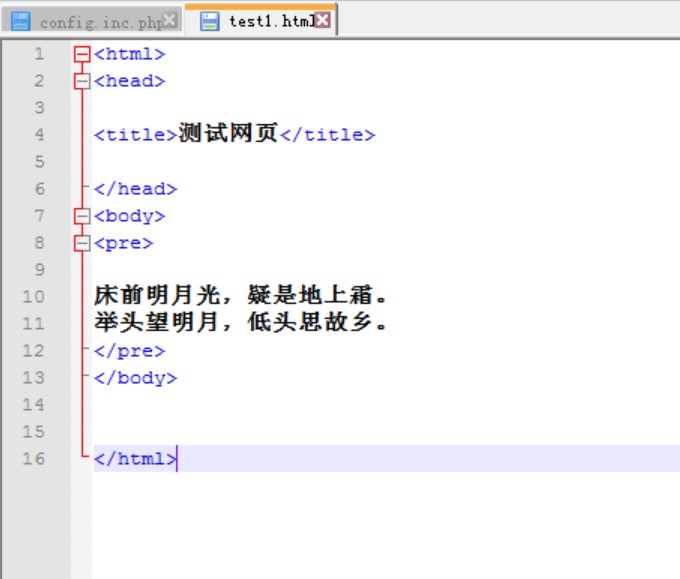 config.inc.php
test1.html
1 <html>
2 <head>
3
4 <title>测试网页</title>
5
6 </head>
7 <body>
8 <pre>
9
10 床前明月光，疑是地上霜。
11 举头望明月，低头思故乡。
12 </pre>
13 </body>
14
15
16 </html>